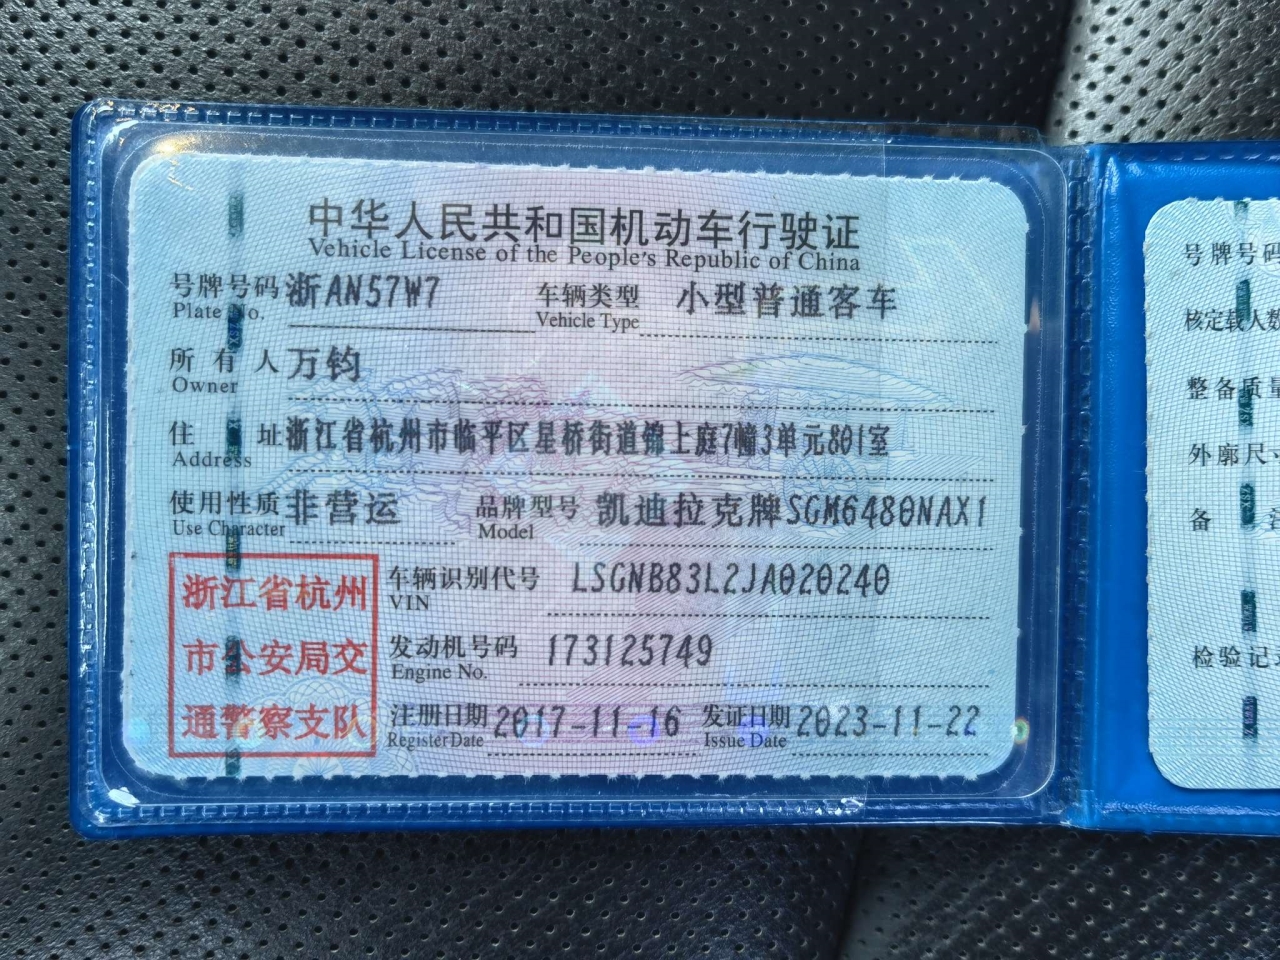 中华人民共和国机动车行驶证
Vehicle License of the People's Republic of China
号牌号码 浙AN57W7 车辆类型 小型普通客车
Plate No. Vehicle Type
所有人 万钧
Owner
住址 浙江省杭州市临平区星桥街道锦上庭7幢3单元801室
Address
使用性质 非营运 品牌型号 凯迪拉克牌SGM6480NAX1
Use Character Model
浙江省杭州
市公安局交
通警察支队
车辆识别代号 LSGNB83L2JA020240
VIN
发动机号码 173125749
Engine No.
注册日期 2017-11-16 发证日期 2023-11-22
Register Date Issue Date
号牌号码
核定载人数
整备质量
外廓尺寸
备
检验记